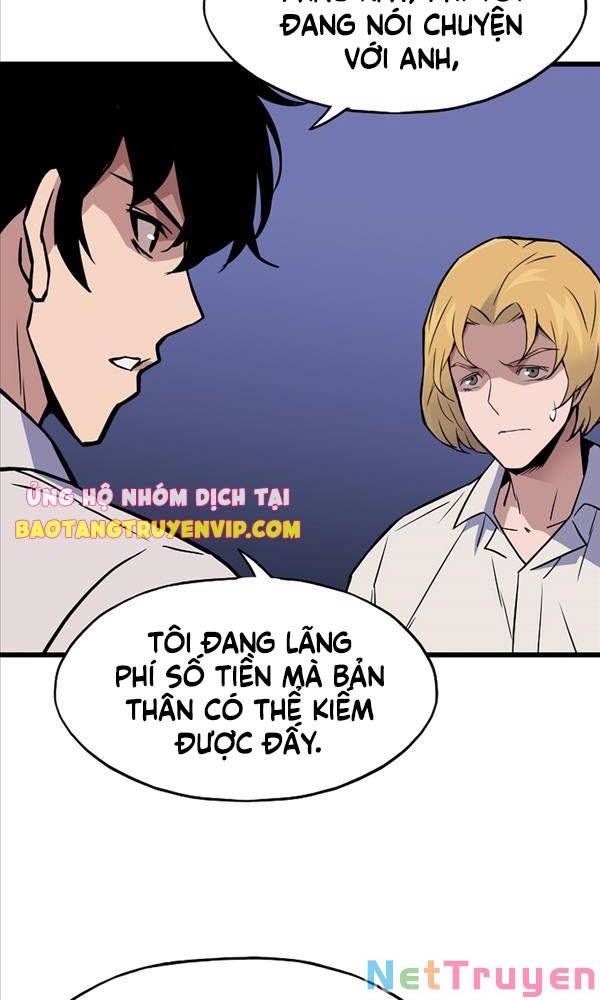 ĐANG NÓI CHUYỆN
VỚI ANH,
ỦNG HỘ NHÓM DỊCH TẠI
BAOTANGTRUYENVIP.COM
TÔI ĐANG LÃNG
PHÍ SỐ TIỀN MÀ BẢN
THÂN CÓ THỂ KIẾM
ĐƯỢC ĐẤY.
NetTruyen